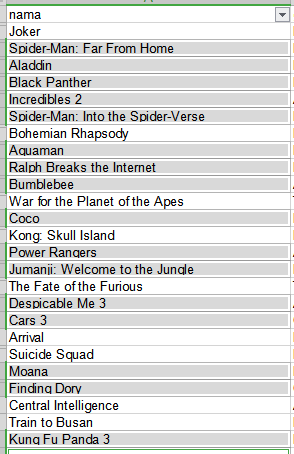 nama
Joker
Spider-Man: Far From Home
Aladdin
Black Panther
Incredibles 2
Spider-Man: Into the Spider-Verse
Bohemian Rhapsody
Aquaman
Ralph Breaks the Internet
Bumblebee
War for the Planet of the Apes
Coco
Kong: Skull Island
Power Rangers
Jumanji: Welcome to the Jungle
The Fate of the Furious
Despicable Me 3
Cars 3
Arrival
Suicide Squad
Moana
Finding Dory
Central Intelligence
Train to Busan
Kung Fu Panda 3